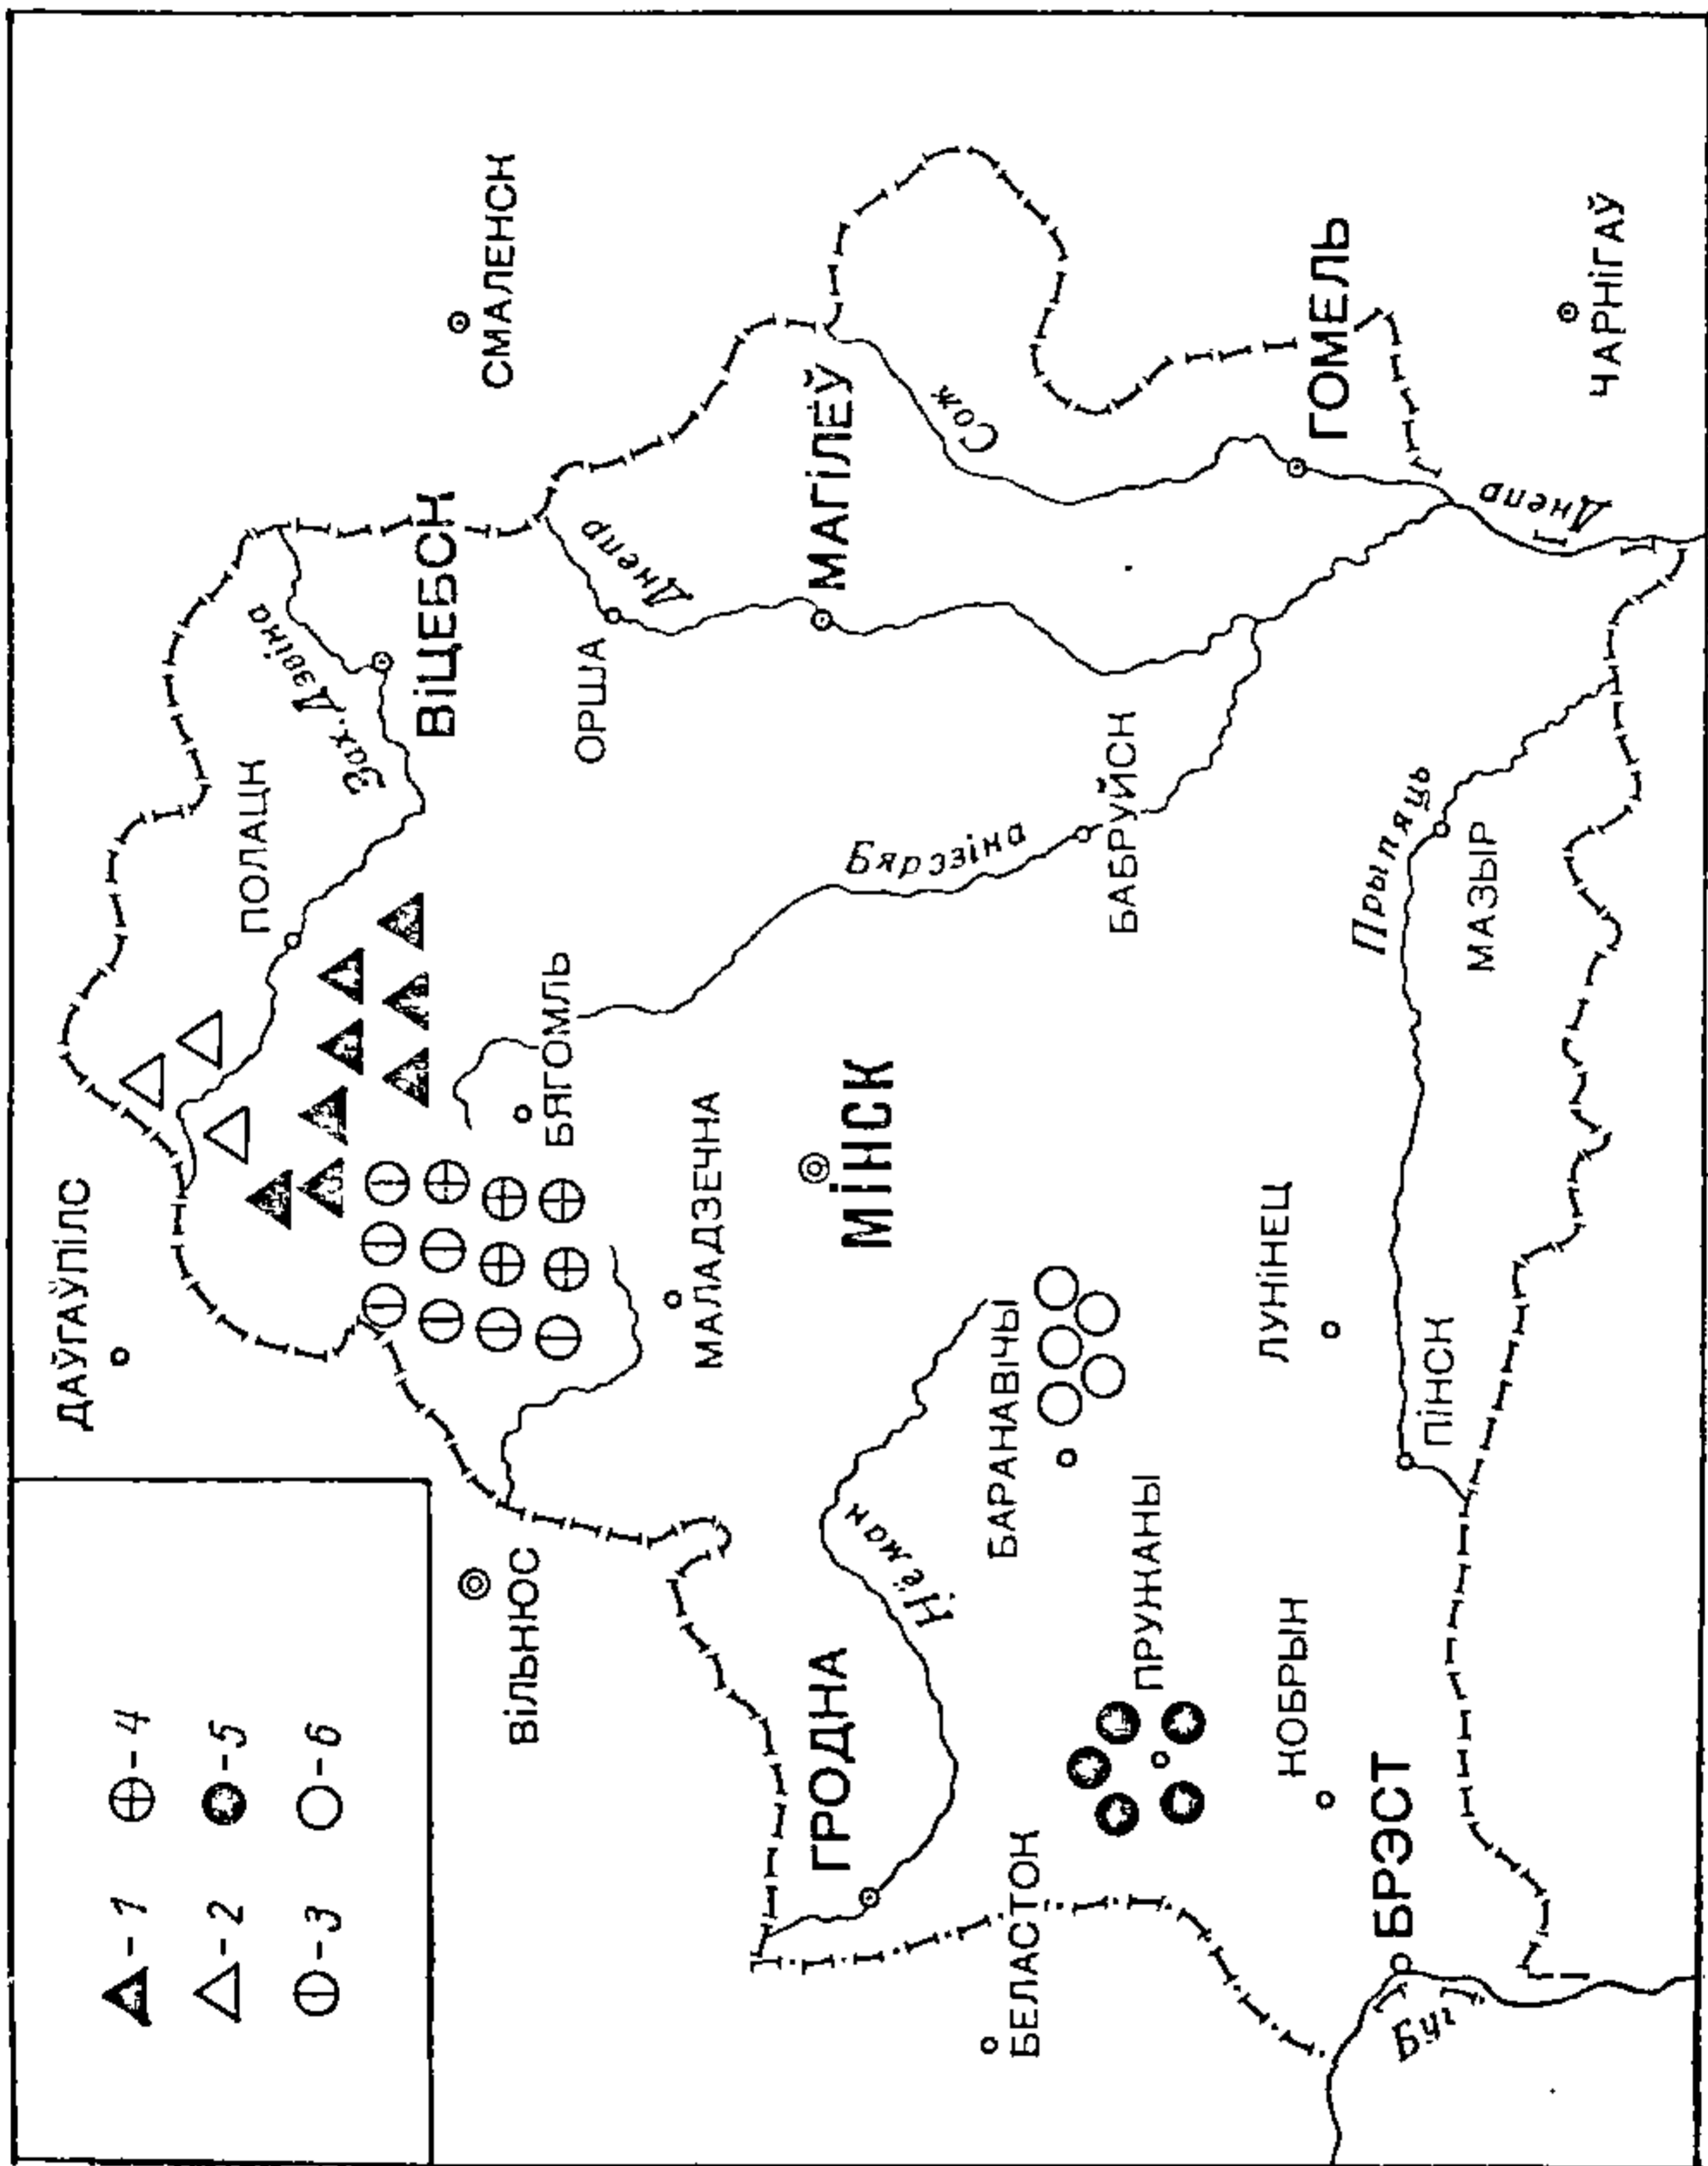 ▲-1 ⊕-4
△-2 ●-5
⦶-3 ○-6
ДАЎГАЎПІЛС
ПОЛАЦК
Зах. Дзвіна
ВІЦЕБСК
СМАЛЕНСК
ВІЛЬНЮС
БЯГОМЛЬ
ОРША
Днепр
МАЛАДЗЕЧНА
МІНСК
МАГІЛЁЎ
ГРОДНА
Нёман
Бярэзіна
Сож
БЕЛАСТОК
БАРАНАВІЧЫ
ПРУЖАНЫ
БАБРУЙСК
КОБРЫН
ЛУНІНЕЦ
ГОМЕЛЬ
БРЭСТ
Буг
ПІНСК
Прыпяць
МАЗЫР
Днепр
ЧАРНІГАЎ